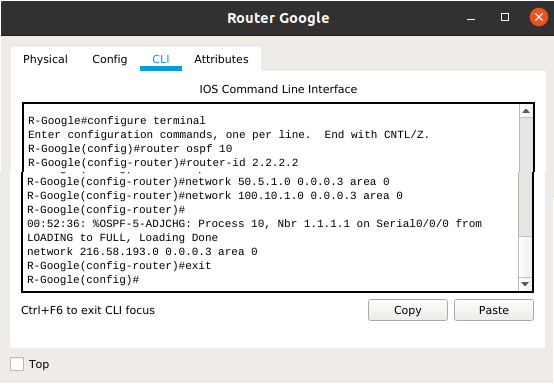 Router Google
Physical Config CLI Attributes
IOS Command Line Interface
R-Google#configure terminal
Enter configuration commands, one per line. End with CNTL/Z.
R-Google(config)#router ospf 10
R-Google(config-router)#router-id 2.2.2.2
R-Google(config-router)#network 50.5.1.0 0.0.0.3 area 0
R-Google(config-router)#network 100.10.1.0 0.0.0.3 area 0
R-Google(config-router)#
00:52:36: %OSPF-5-ADJCHG: Process 10, Nbr 1.1.1.1 on Serial0/0/0 from
LOADING to FULL, Loading Done
network 216.58.193.0 0.0.0.3 area 0
R-Google(config-router)#exit
R-Google(config)#
Ctrl+F6 to exit CLI focus
Copy Paste
Top